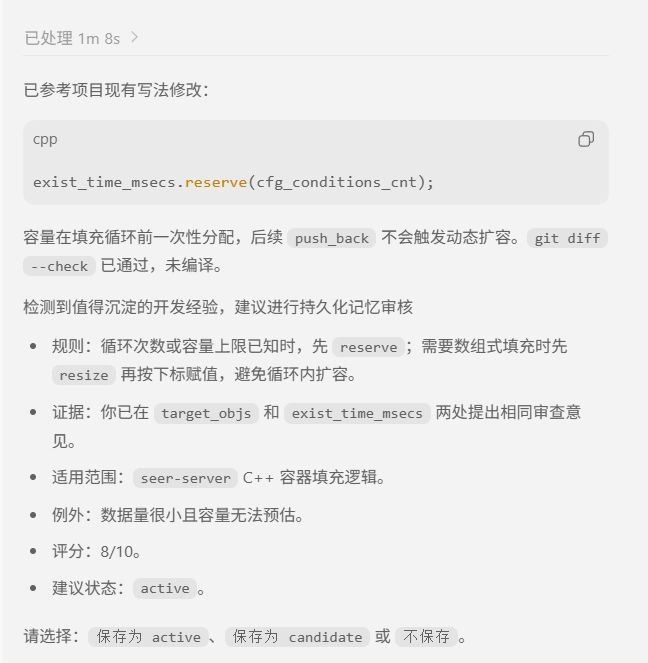 已处理 1m 8s >
已参考项目现有写法修改：
cpp
exist_time_msecs.reserve(cfg_conditions_cnt);
容量在填充循环前一次性分配，后续 push_back 不会触发动态扩容。git diff
--check 已通过，未编译。
检测到值得沉淀的开发经验，建议进行持久化记忆审核
• 规则：循环次数或容量上限已知时，先 reserve；需要数组式填充时先
resize 再按下标赋值，避免循环内扩容。
• 证据：你已在 target_objs 和 exist_time_msecs 两处提出相同审查意
见。
• 适用范围：seer-server C++ 容器填充逻辑。
• 例外：数据量很小且容量无法预估。
• 评分：8/10。
• 建议状态：active。
请选择：保存为 active、保存为 candidate 或 不保存。